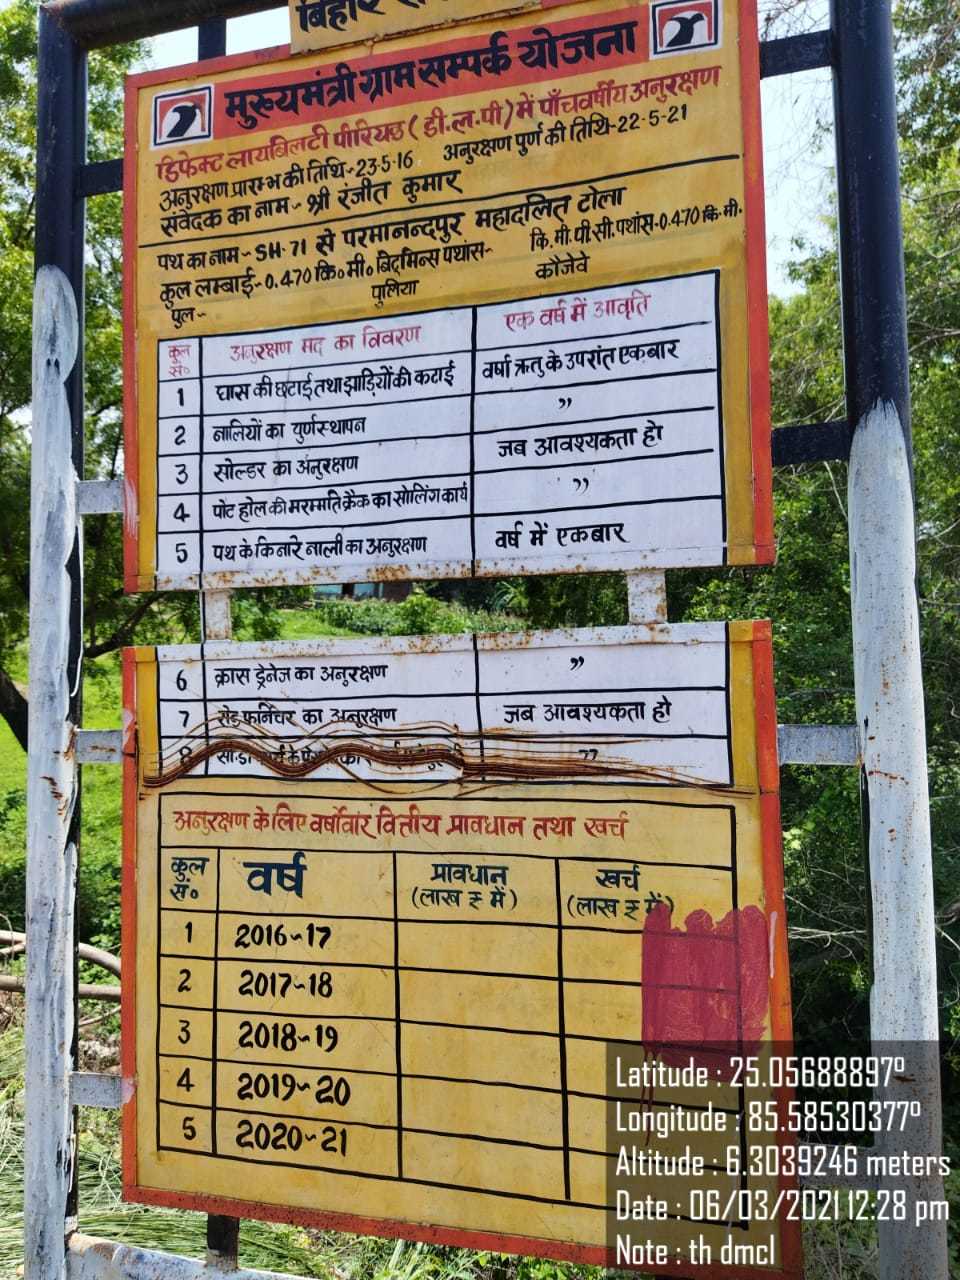 बिहार
मुख्यमंत्री ग्राम सम्पर्क योजना
डिफेक्ट लायबिलटी पीरियड (डी.ल.पी) में पाँचवर्षीय अनुरक्षण
अनुरक्षण प्रारम्भ की तिथि-23-5-16 अनुरक्षण पुर्ण की तिथि-22-5-21
संवेदक का नाम- श्री रंजीत कुमार
पथ का नाम- SH-71 से परमानन्दपुर महादलित टोला
कुल लम्बाई-0.470 कि०मी० बिटुमिन्स पथांस- कि.मी.पी.सी.पथांस-0.470 कि.मी.
पुल- पुलिया कौजेवे
कुल सं० अनुरक्षण मद का विवरण एक वर्ष में आवृति
1 घास की छटाई तथा झाड़ियों की कटाई वर्षा ऋतु के उपरांत एकबार
2 नालियों का पुर्णस्थापन ”
3 सोल्डर का अनुरक्षण जब आवश्यकता हो
4 पोट होल की मरम्मति क्रैक का सोलिंग कार्य ”
5 पथ के किनारे नाली का अनुरक्षण वर्ष में एकबार
6 क्रास ड्रेनेज का अनुरक्षण ”
7 रोड फर्निचर का अनुरक्षण जब आवश्यकता हो
8 ”
अनुरक्षण के लिए वर्षोवार वित्तीय प्रावधान तथा खर्च
कुल सं० वर्ष प्रावधान (लाख ₹ में) खर्च (लाख ₹ में)
1 2016-17
2 2017-18
3 2018-19
4 2019-20
5 2020-21
Latitude : 25.05688897°
Longitude : 85.58530377°
Altitude : 6.3039246 meters
Date : 06/03/2021 12:28 pm
Note : th dmcl